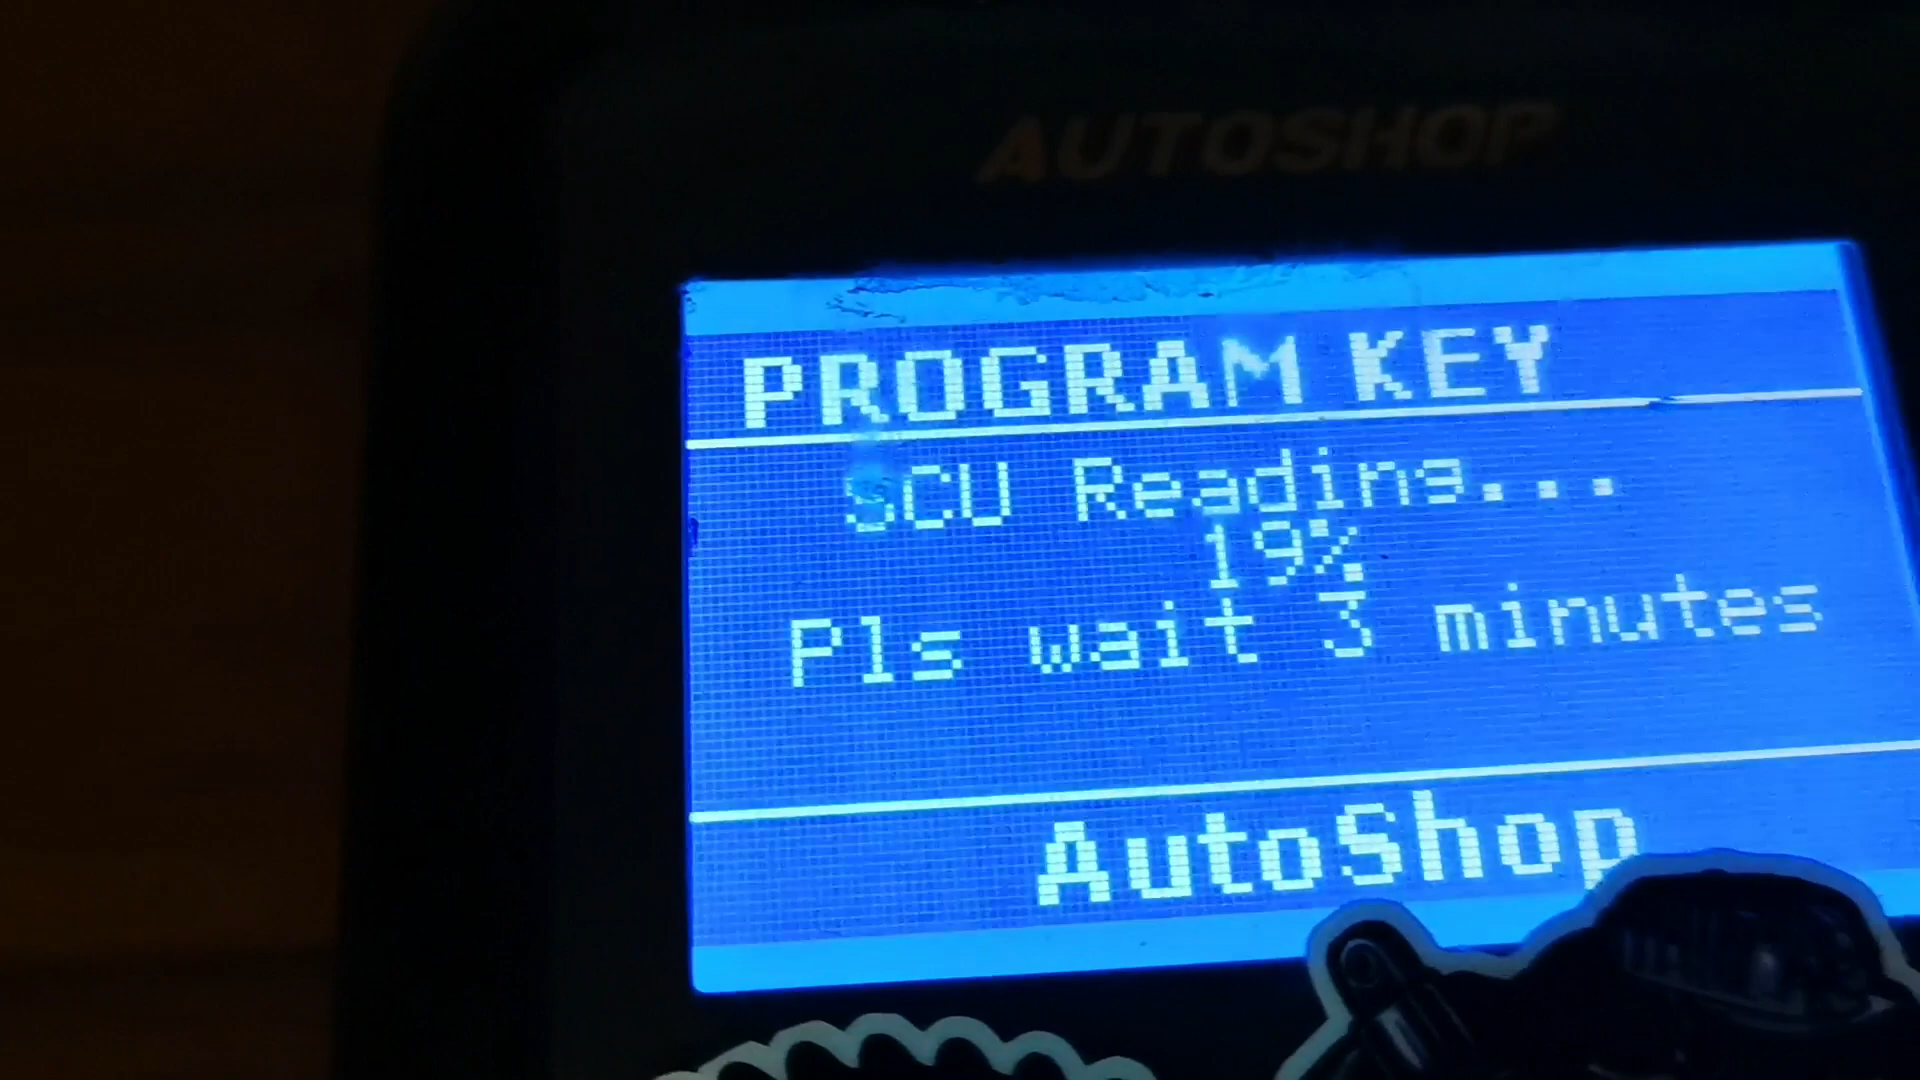 AUTOSHOP
PROGRAM KEY
SCU Reading...
19%
Pls wait 3 minutes
AutoShop